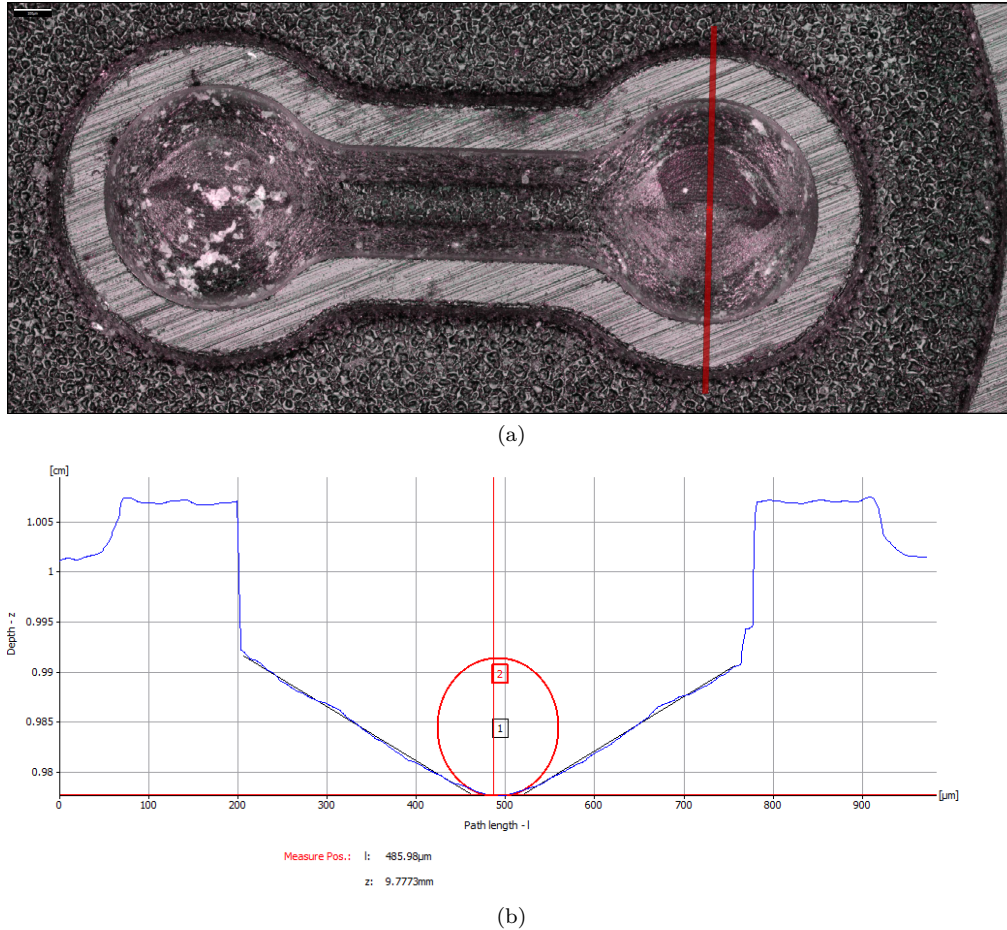 (a)
[cm]
1.005
1
0.995
0.99
0.985
0.98
Depth - z
2
1
0 100 200 300 400 500 600 700 800 900 [µm]
Path length - l
Measure Pos.: l: 485.98µm
z: 9.7773mm
(b)